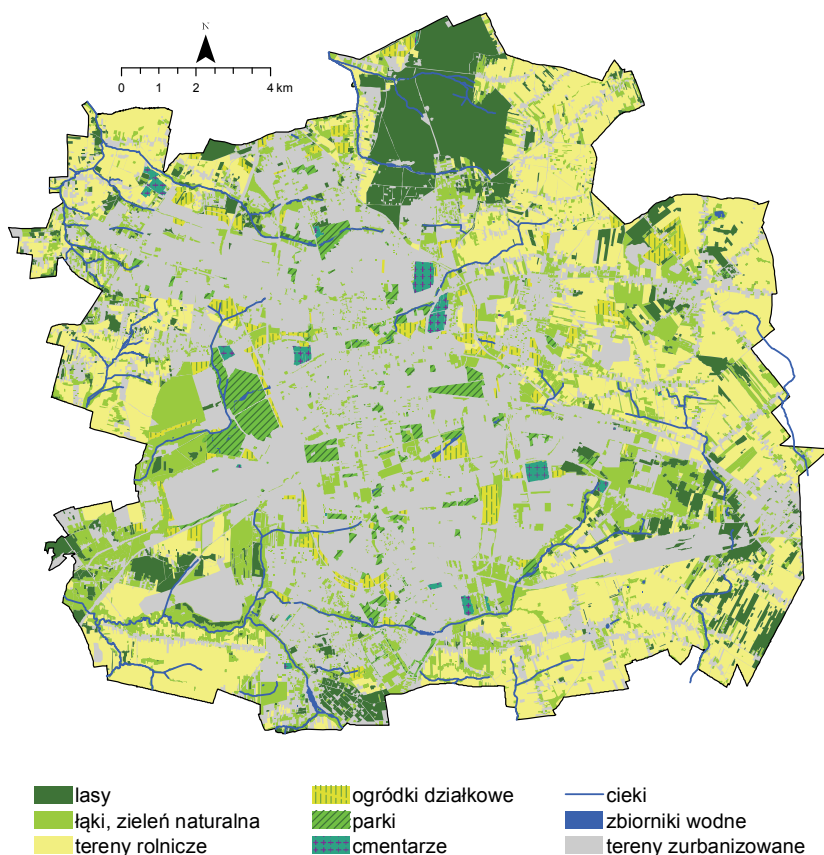 N
0 2 4 km
lasy
łąki, zieleń naturalna
tereny rolnicze
ogródki działkowe
parki
cmentarze
cieki
zbiorniki wodne
tereny zurbanizowane